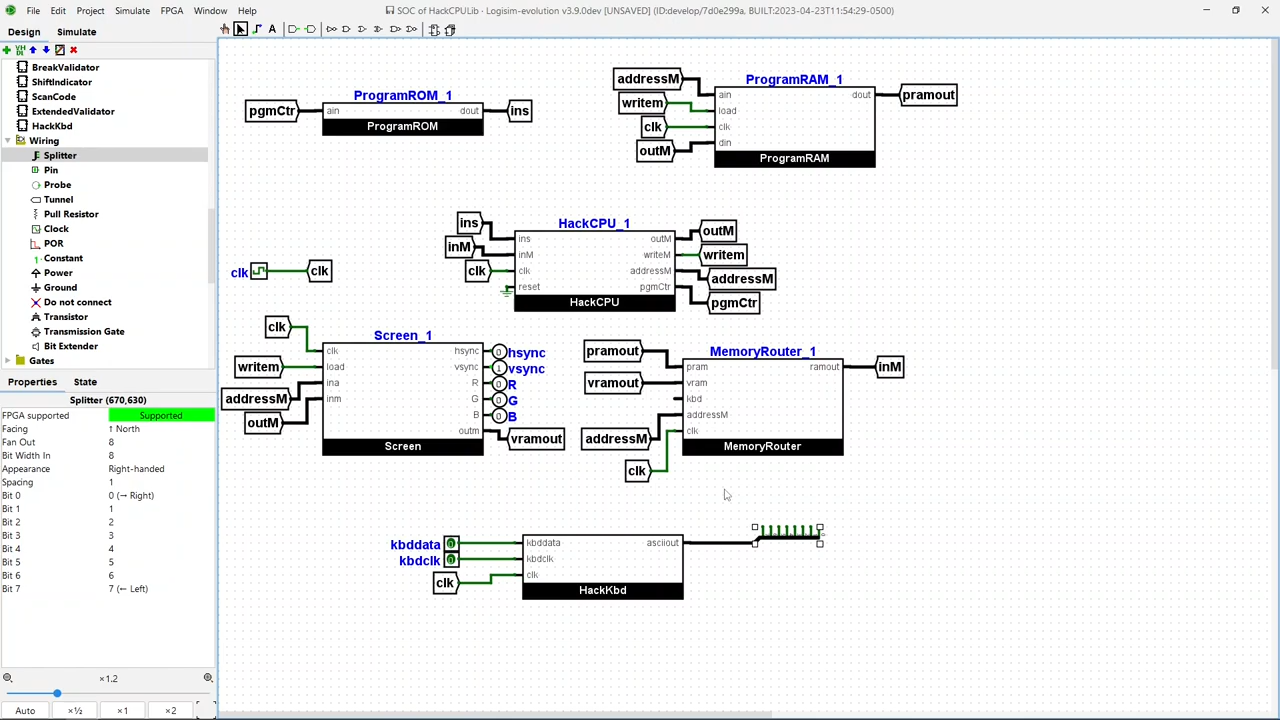 File Edit Project Simulate FPGA Window Help
SOC of HackCPULib - Logisim-evolution v3.9.0dev [UNSAVED] (ID:develop/7d0e299a, BUILT:2023-04-23T11:54:29-0500)
Design Simulate
A
BreakValidator
ShiftIndicator
ScanCode
ExtendedValidator
HackKbd
Wiring
Splitter
Pin
Probe
Tunnel
Pull Resistor
Clock
POR
Constant
Power
Ground
Do not connect
Transistor
Transmission Gate
Bit Extender
Gates
Properties State
Splitter (670,630)
FPGA supported Supported
Facing ↑ North
Fan Out 8
Bit Width In 8
Appearance Right-handed
Spacing 1
Bit 0 0 (→ Right)
Bit 1 1
Bit 2 2
Bit 3 3
Bit 4 4
Bit 5 5
Bit 6 6
Bit 7 7 (← Left)
×1.2
Auto ×½ ×1 ×2
ProgramROM_1
pgmCtr ain dout ins
ProgramROM
ProgramRAM_1
addressM ain dout pramout
writem load
clk clk
outM din
ProgramRAM
HackCPU_1
ins ins outM outM
inM inM writeM writem
clk clk addressM addressM
reset pgmCtr pgmCtr
HackCPU
clk clk
Screen_1
clk clk hsync 0 hsync
writem load vsync 1 vsync
addressM ina R 0 R
outM inm G 0 G
B 0 B
outm vramout
Screen
MemoryRouter_1
pramout pram ramout inM
vramout vram
kbd
addressM addressM
clk clk
MemoryRouter
kbddata 0 kbddata asciiout
kbdclk 0 kbdclk
clk clk
HackKbd